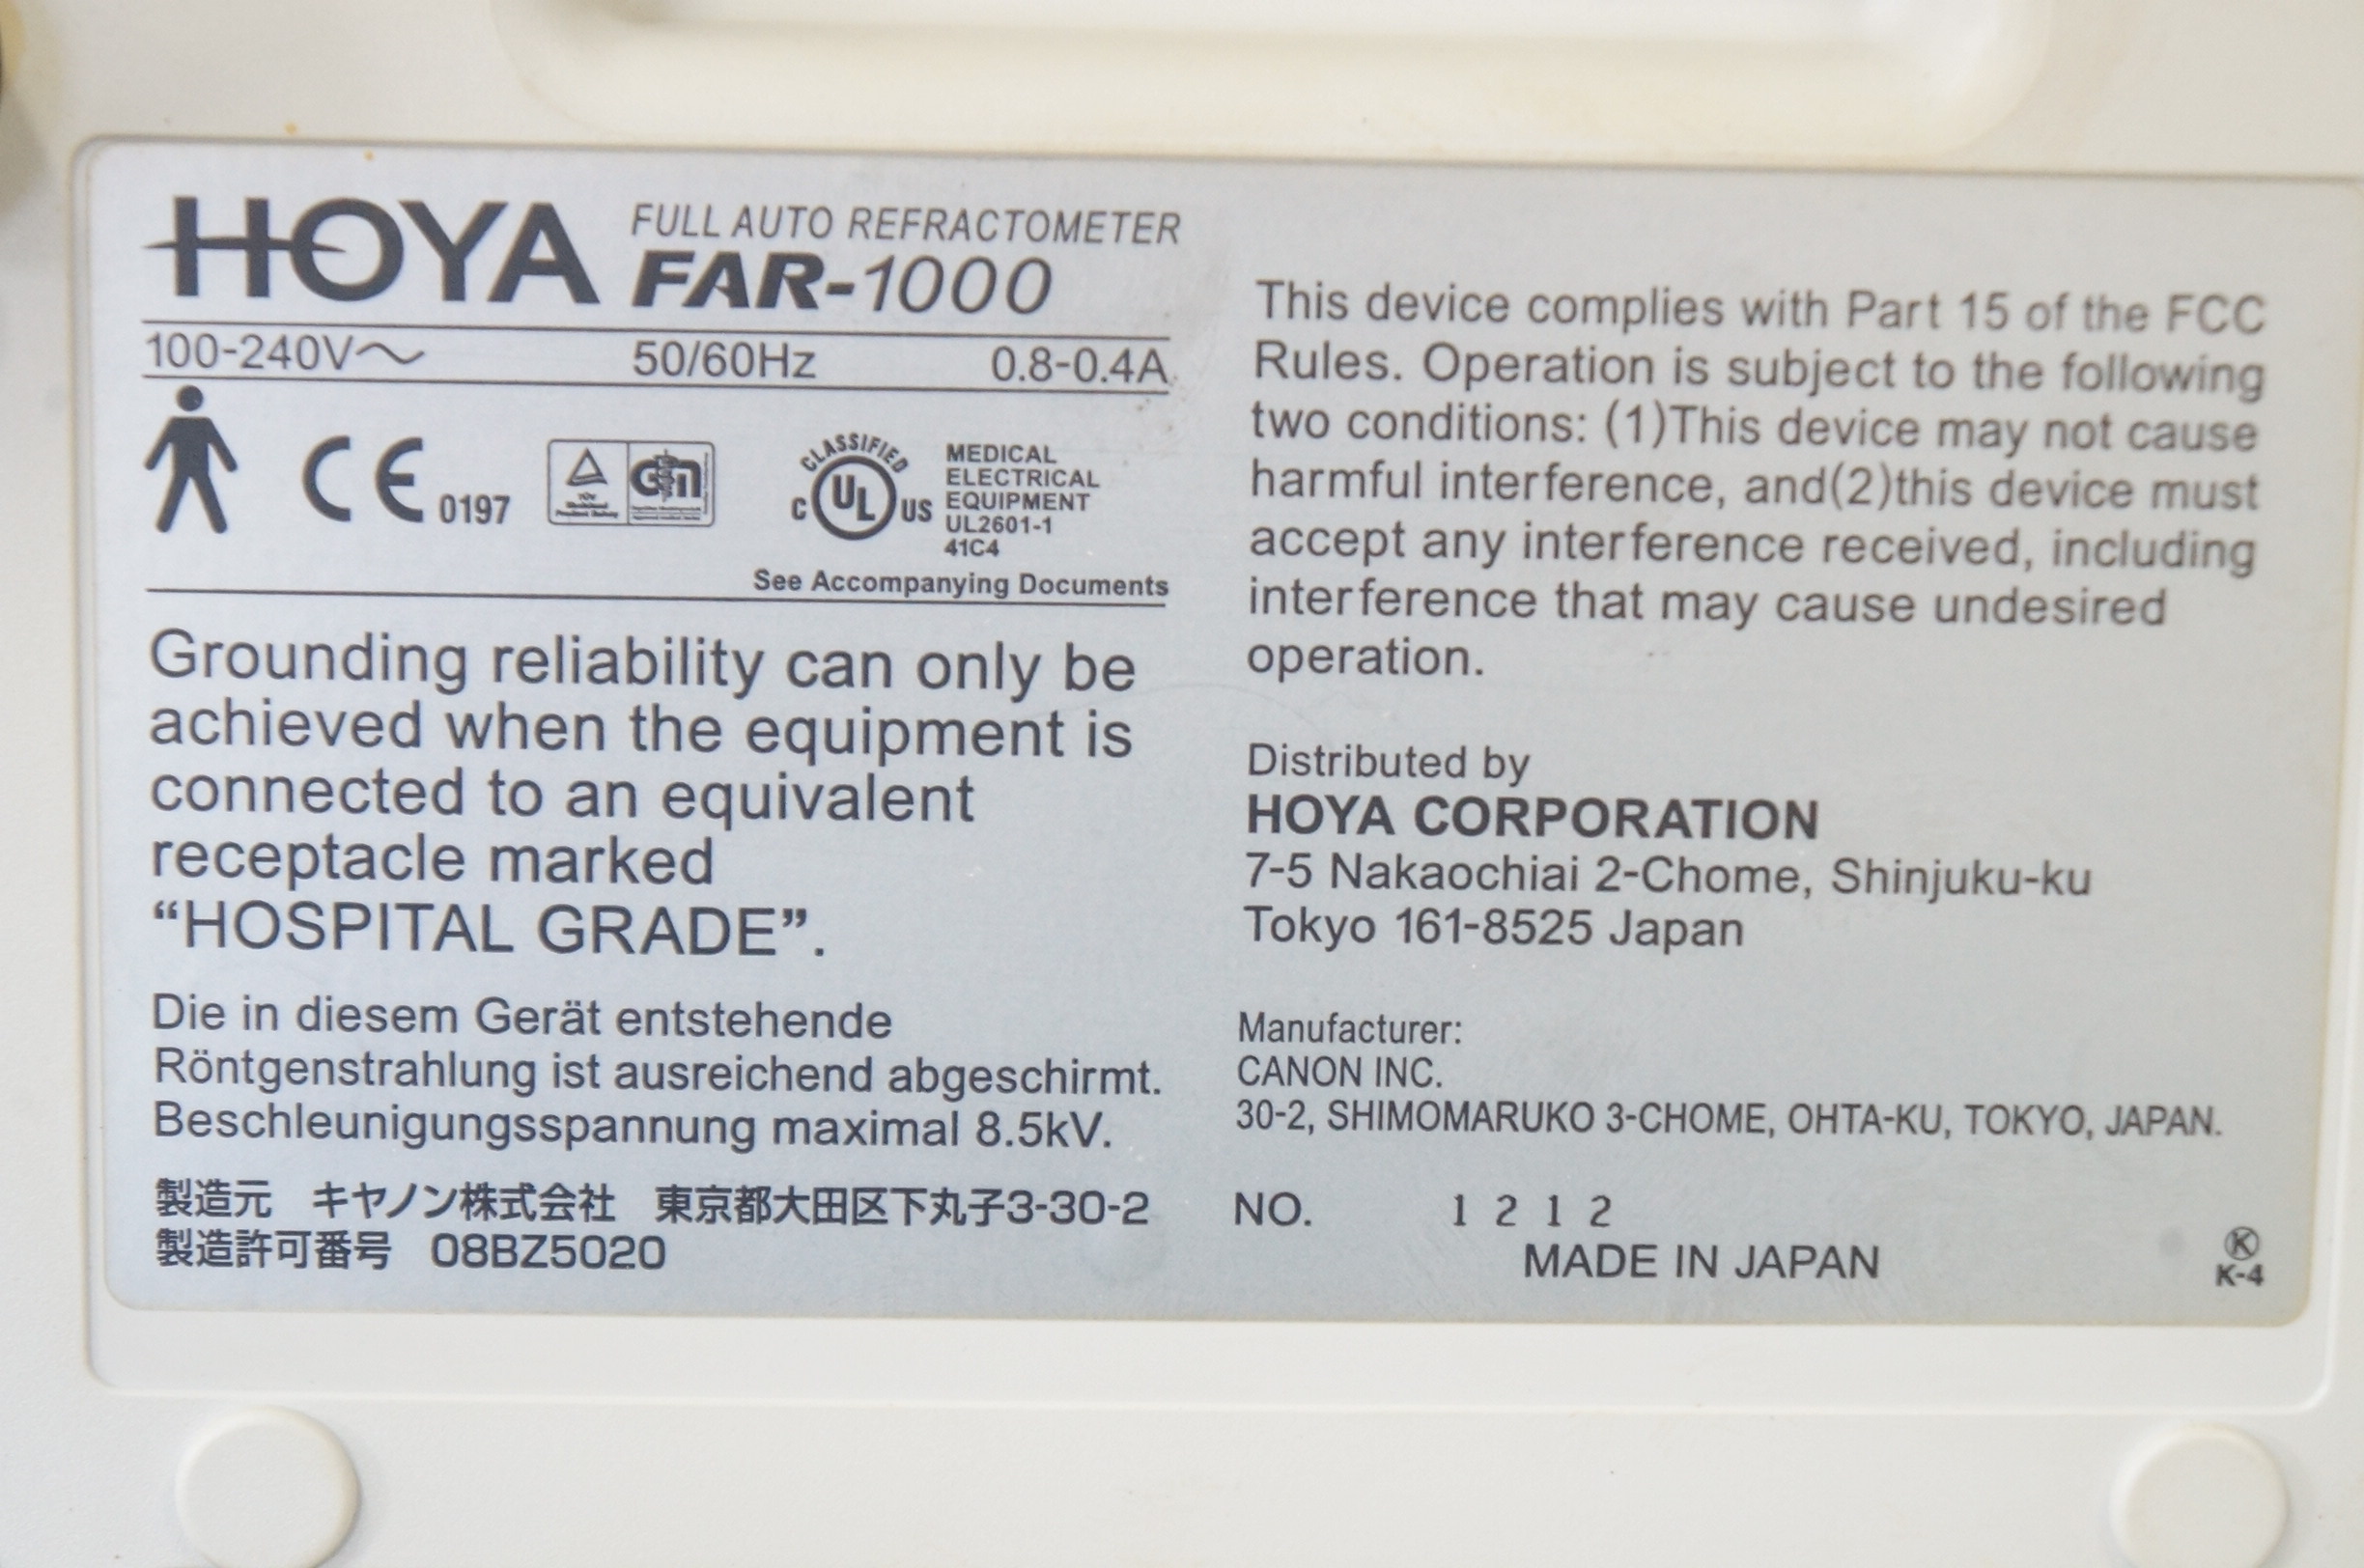 HOYA FULL AUTO REFRACTOMETER
FAR-1000
100-240V〜 50/60Hz 0.8-0.4A
CE 0197
TÜV
CLASSIFIED
C UL US
MEDICAL
ELECTRICAL
EQUIPMENT
UL2601-1
41C4
See Accompanying Documents
Grounding reliability can only be
achieved when the equipment is
connected to an equivalent
receptacle marked
“HOSPITAL GRADE”.
Die in diesem Gerät entstehende
Röntgenstrahlung ist ausreichend abgeschirmt.
Beschleunigungsspannung maximal 8.5kV.
製造元 キヤノン株式会社 東京都大田区下丸子3-30-2
製造許可番号 08BZ5020
This device complies with Part 15 of the FCC
Rules. Operation is subject to the following
two conditions: (1)This device may not cause
harmful interference, and(2)this device must
accept any interference received, including
interference that may cause undesired
operation.
Distributed by
HOYA CORPORATION
7-5 Nakaochiai 2-Chome, Shinjuku-ku
Tokyo 161-8525 Japan
Manufacturer:
CANON INC.
30-2, SHIMOMARUKO 3-CHOME, OHTA-KU, TOKYO, JAPAN.
NO. 1212
MADE IN JAPAN
K
K-4